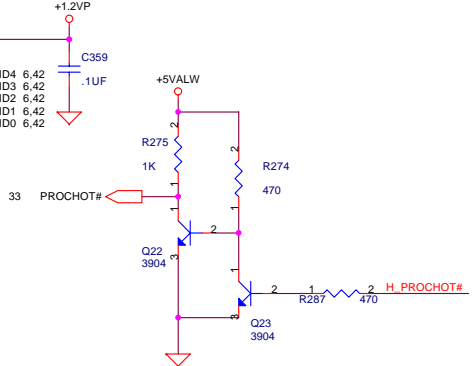 +1.2VP
C359
.1UF
ID4 6,42
ID3 6,42
ID2 6,42
ID1 6,42
ID0 6,42
+5VALW
2
R275
1K
1
2
R274
470
1
33 PROCHOT#
1
2
Q22
3904
3
1
2
Q23
3904
3
1
R287
2
470
H_PROCHOT#